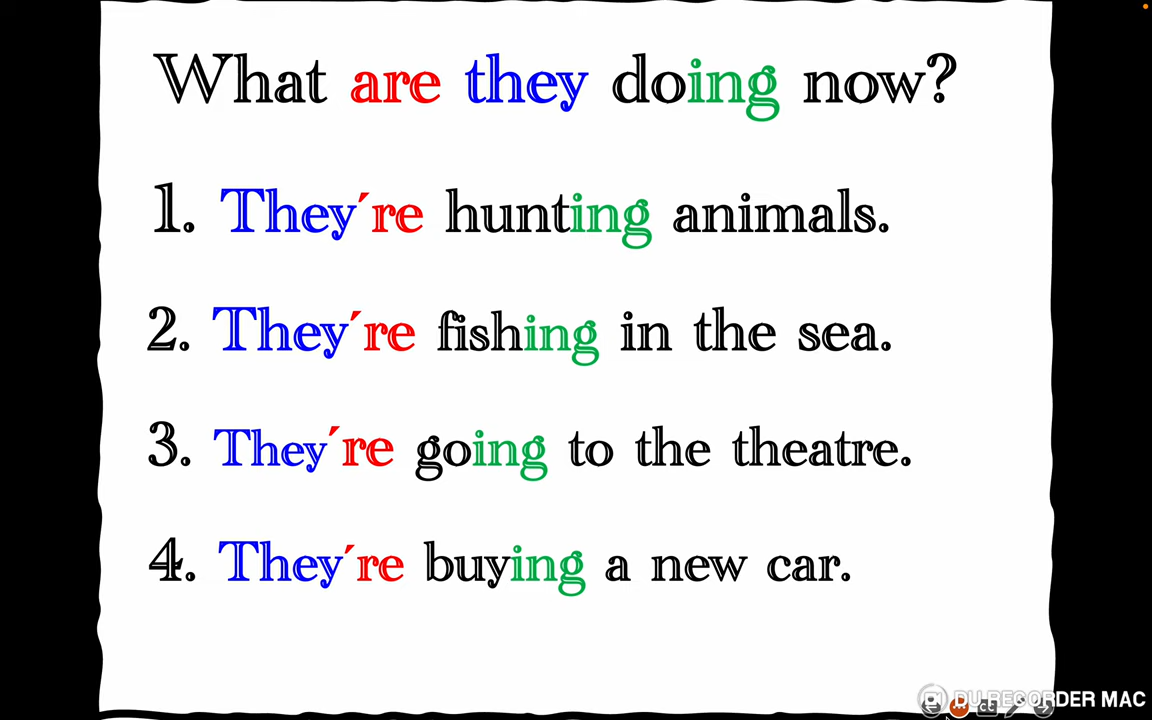 What are they doing now?
1. They´re hunting animals.
2. They´re fishing in the sea.
3. They´re going to the theatre.
4. They´re buying a new car.
DU RECORDER MAC